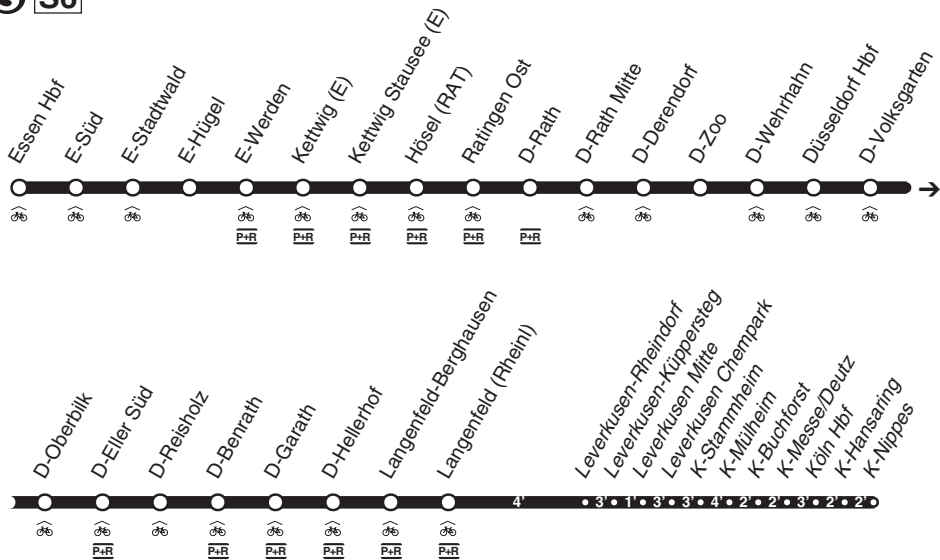 S6
Essen Hbf
E-Süd
E-Stadtwald
E-Hügel
E-Werden
Kettwig (E)
Kettwig Stausee (E)
Hösel (RAT)
Ratingen Ost
D-Rath
D-Rath Mitte
D-Derendorf
D-Zoo
D-Wehrhahn
Düsseldorf Hbf
D-Volksgarten
P+R P+R P+R P+R P+R P+R
D-Oberbilk
D-Eller Süd
D-Reisholz
D-Benrath
D-Garath
D-Hellerhof
Langenfeld-Berghausen
Langenfeld (Rheinl)
Leverkusen-Rheindorf
Leverkusen-Küppersteg
Leverkusen Mitte
Leverkusen Chempark
K-Stammheim
K-Mülheim
K-Buchforst
K-Messe/Deutz
Köln Hbf
K-Hansaring
K-Nippes
4' 3' 1' 3' 3' 4' 2' 2' 3' 2' 2'
P+R P+R P+R P+R P+R P+R